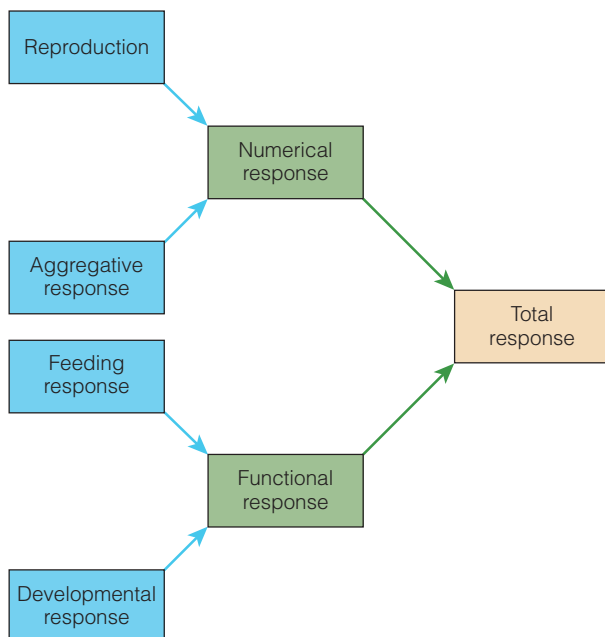 Reproduction
Numerical
response
Aggregative
response
Total
response
Feeding
response
Functional
response
Developmental
response